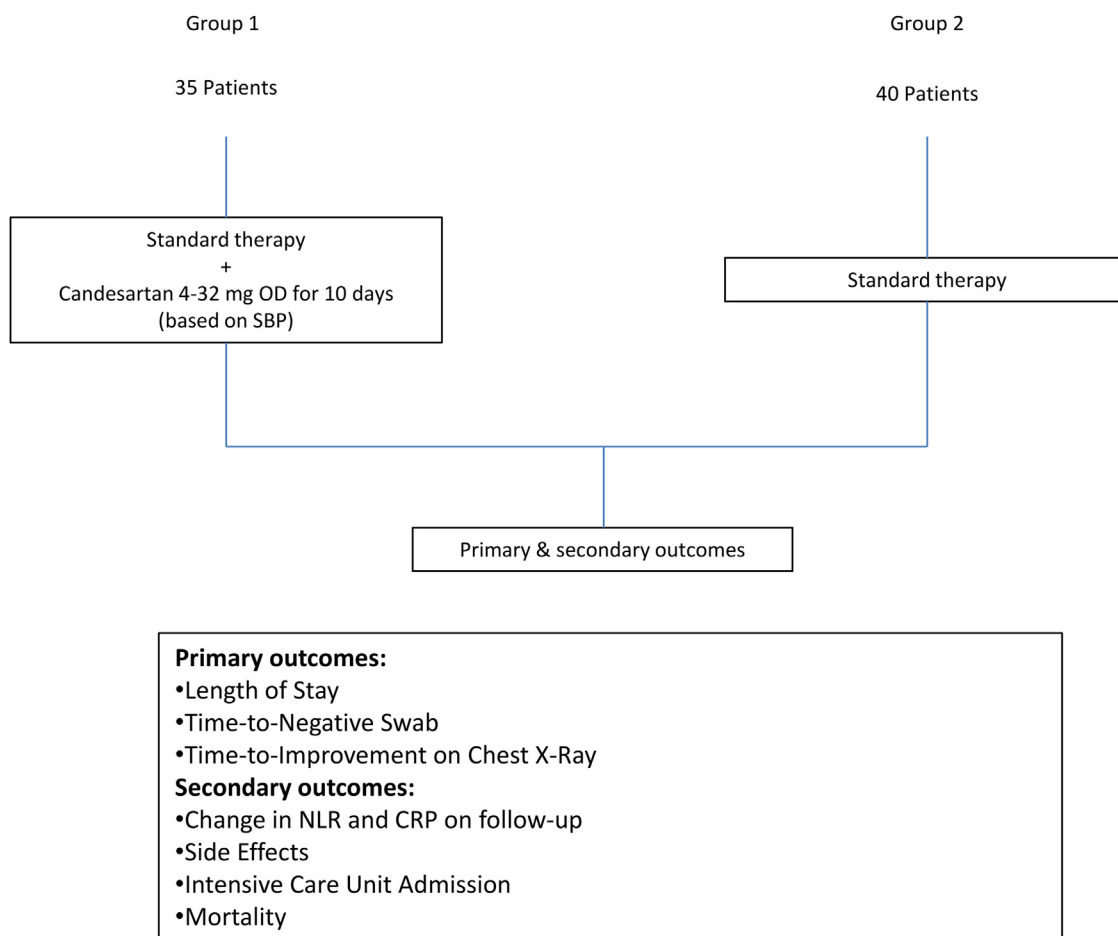 Group 1
Group 2
35 Patients
40 Patients
Standard therapy
+
Candesartan 4-32 mg OD for 10 days
(based on SBP)
Standard therapy
Primary & secondary outcomes
Primary outcomes:
•Length of Stay
•Time-to-Negative Swab
•Time-to-Improvement on Chest X-Ray
Secondary outcomes:
•Change in NLR and CRP on follow-up
•Side Effects
•Intensive Care Unit Admission
•Mortality